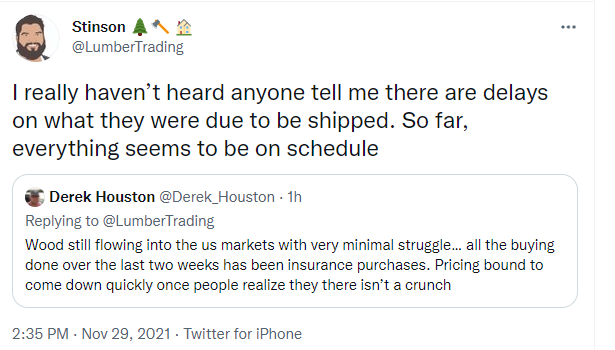 Stinson 🌲🪓🏠
@LumberTrading
I really haven’t heard anyone tell me there are delays
on what they were due to be shipped. So far,
everything seems to be on schedule
Derek Houston @Derek_Houston · 1h
Replying to @LumberTrading
Wood still flowing into the us markets with very minimal struggle... all the buying
done over the last two weeks has been insurance purchases. Pricing bound to
come down quickly once people realize they there isn’t a crunch
2:35 PM · Nov 29, 2021 · Twitter for iPhone